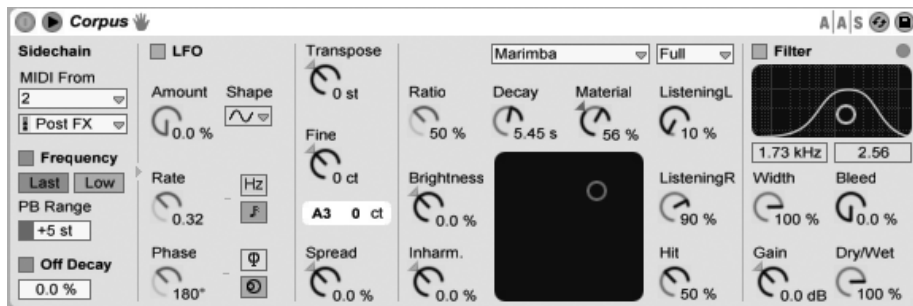 Corpus
AAS
Sidechain
MIDI From
2
Post FX
Frequency
Last Low
PB Range
+5 st
Off Decay
0.0 %
LFO
Amount Shape
0.0 %
Rate
0.32
Hz
Phase
180°
Φ
Transpose
0 st
Fine
0 ct
A3 0 ct
Spread
0.0 %
Marimba
Full
Ratio
50 %
Decay
5.45 s
Material
56 %
ListeningL
10 %
Brightness
0.0 %
ListeningR
90 %
Inharm.
0.0 %
Hit
50 %
Filter
1.73 kHz 2.56
Width
100 %
Bleed
0.0 %
Gain
0.0 dB
Dry/Wet
100 %